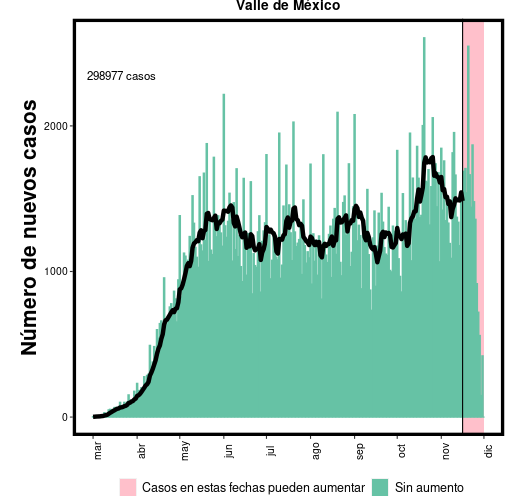 Valle de México
298977 casos
Número de nuevos casos
2000
1000
0
mar
abr
may
jun
jul
ago
sep
oct
nov
dic
Casos en estas fechas pueden aumentar
Sin aumento